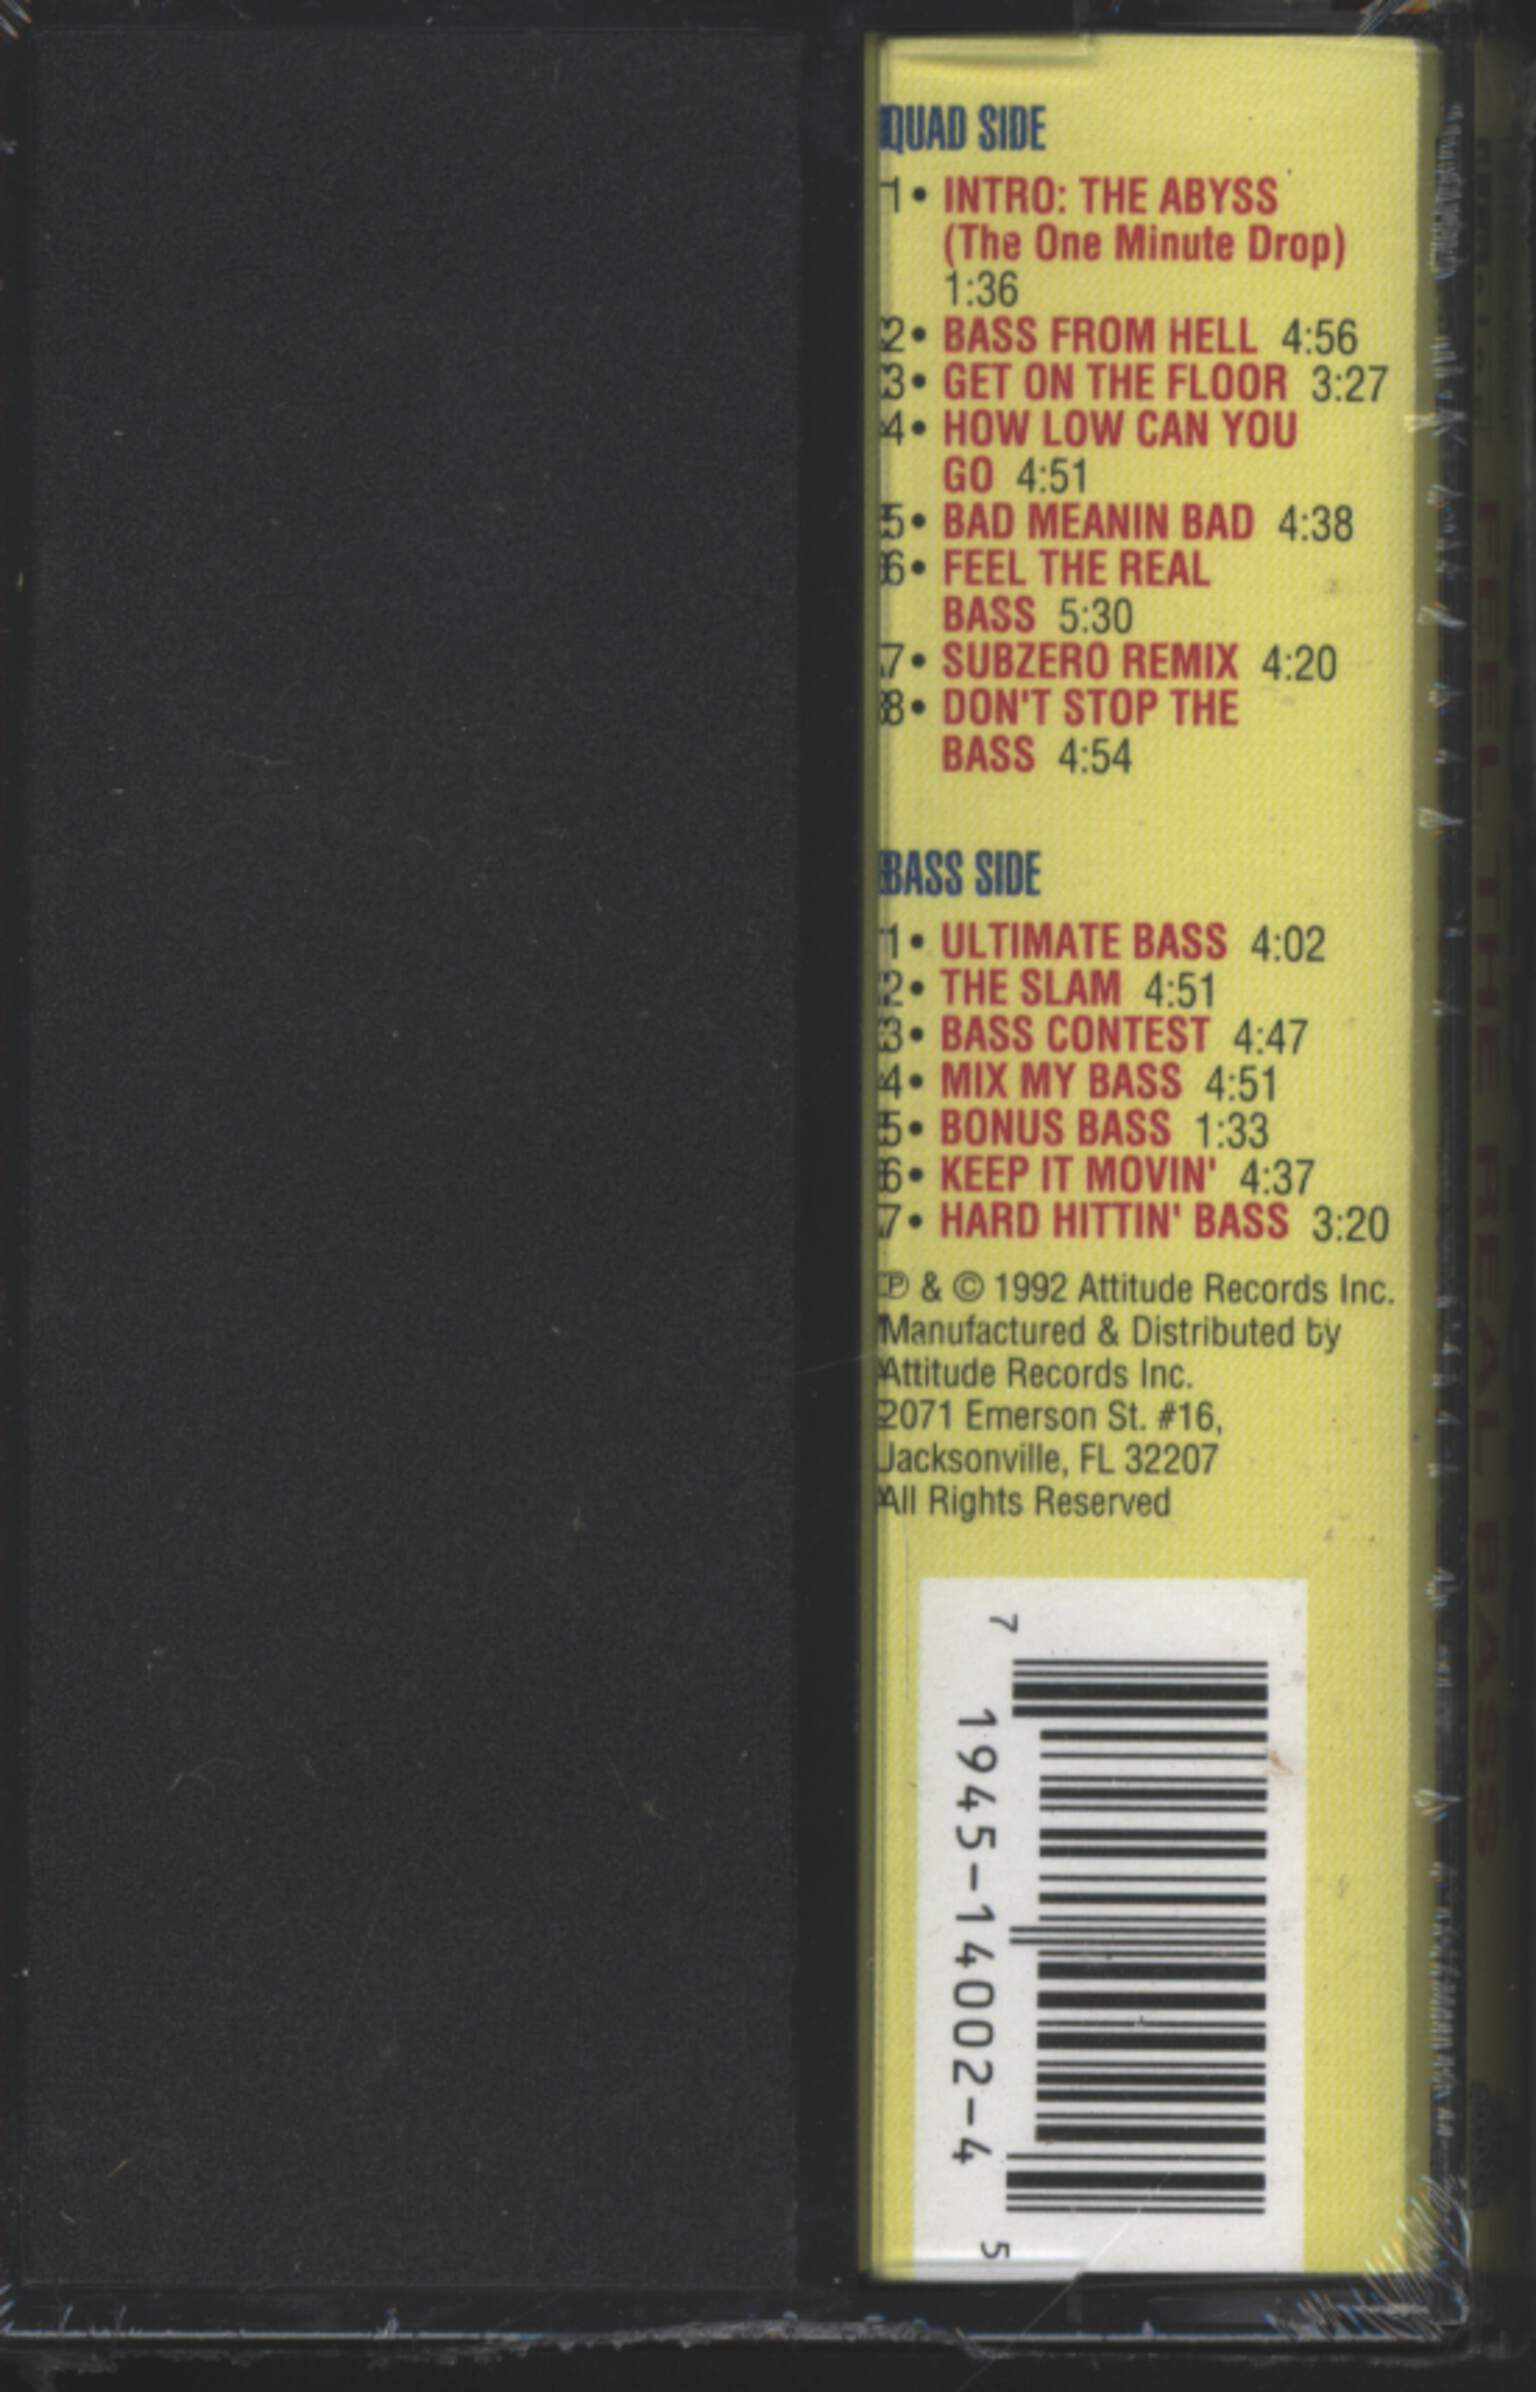 QUAD SIDE
1• INTRO: THE ABYSS
(The One Minute Drop)
1:36
2• BASS FROM HELL 4:56
3• GET ON THE FLOOR 3:27
4• HOW LOW CAN YOU
GO 4:51
5• BAD MEANIN BAD 4:38
6• FEEL THE REAL
BASS 5:30
7• SUBZERO REMIX 4:20
8• DON'T STOP THE
BASS 4:54
BASS SIDE
1• ULTIMATE BASS 4:02
2• THE SLAM 4:51
3• BASS CONTEST 4:47
4• MIX MY BASS 4:51
5• BONUS BASS 1:33
6• KEEP IT MOVIN' 4:37
7• HARD HITTIN' BASS 3:20
℗ & © 1992 Attitude Records Inc.
Manufactured & Distributed by
Attitude Records Inc.
2071 Emerson St. #16,
Jacksonville, FL 32207
All Rights Reserved
7 1945-14002-4 5
FEEL THE REAL BASS